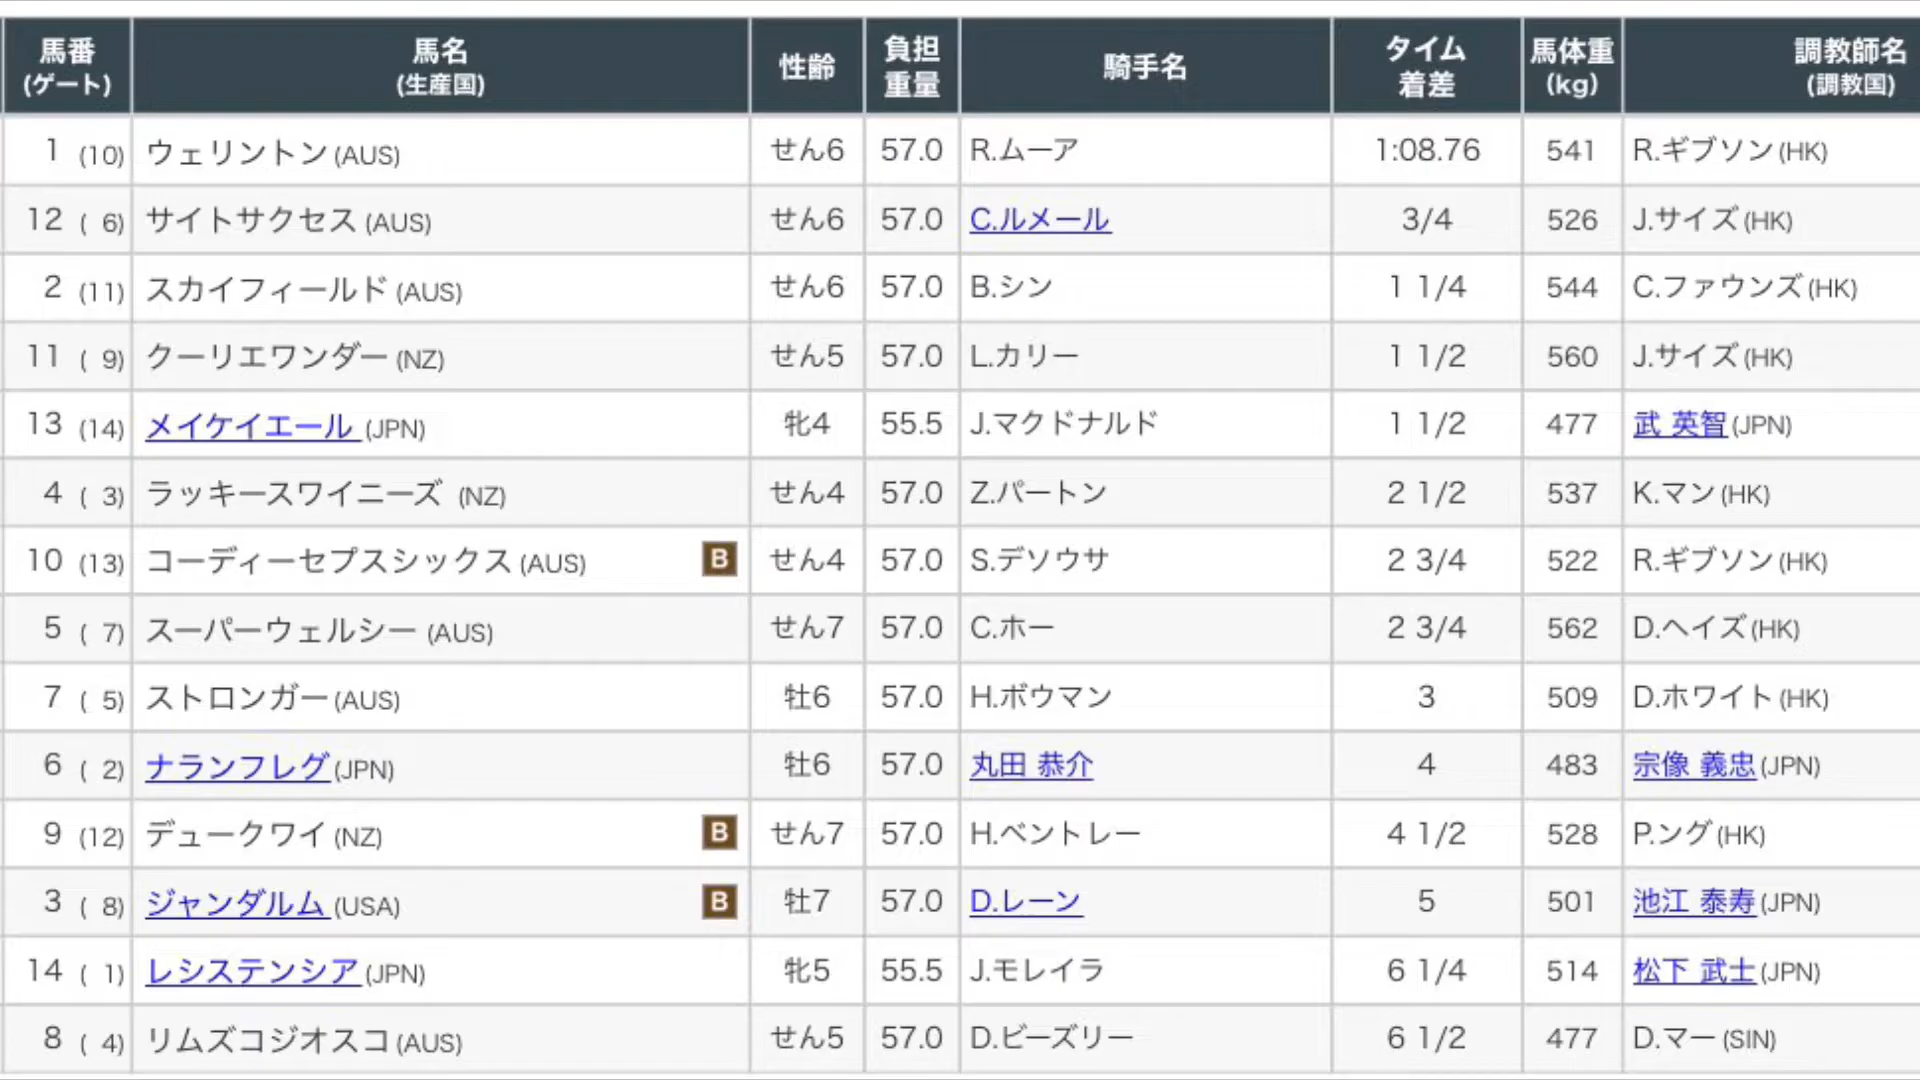 馬番 馬名 性齢 負担 騎手名 タイム 馬体重 調教師名
(ゲート) (生産国) 重量 着差 (kg) (調教国)
1 (10) ウェリントン(AUS) せん6 57.0 R.ムーア 1:08.76 541 R.ギブソン(HK)
12 ( 6) サイトサクセス(AUS) せん6 57.0 C.ルメール 3/4 526 J.サイズ(HK)
2 (11) スカイフィールド(AUS) せん6 57.0 B.シン 1 1/4 544 C.ファウンズ(HK)
11 ( 9) クーリエワンダー(NZ) せん5 57.0 L.カリー 1 1/2 560 J.サイズ(HK)
13 (14) メイケイエール (JPN) 牝4 55.5 J.マクドナルド 1 1/2 477 武 英智(JPN)
4 ( 3) ラッキースワイニーズ (NZ) せん4 57.0 Z.パートン 2 1/2 537 K.マン(HK)
10 (13) コーディーセプスシックス(AUS) B せん4 57.0 S.デソウサ 2 3/4 522 R.ギブソン(HK)
5 ( 7) スーパーウェルシー (AUS) せん7 57.0 C.ホー 2 3/4 562 D.ヘイズ(HK)
7 ( 5) ストロンガー(AUS) 牡6 57.0 H.ボウマン 3 509 D.ホワイト(HK)
6 ( 2) ナランフレグ(JPN) 牡6 57.0 丸田 恭介 4 483 宗像 義忠(JPN)
9 (12) デュークワイ(NZ) B せん7 57.0 H.ベントレー 4 1/2 528 P.ング(HK)
3 ( 8) ジャンダルム(USA) B 牡7 57.0 D.レーン 5 501 池江 泰寿(JPN)
14 ( 1) レシステンシア(JPN) 牝5 55.5 J.モレイラ 6 1/4 514 松下 武士(JPN)
8 ( 4) リムズコジオスコ(AUS) せん5 57.0 D.ビーズリー 6 1/2 477 D.マー(SIN)